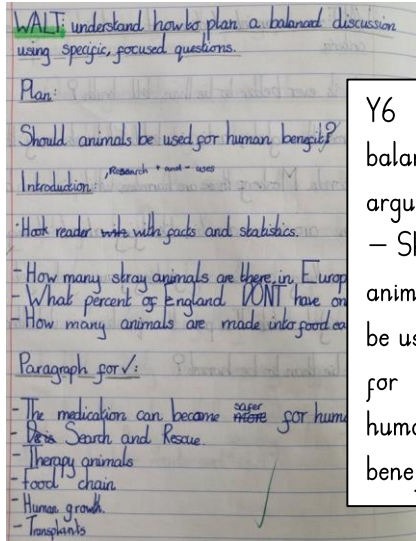 WALT: understand how to plan a balanced discussion
using specific, focused questions.
Plan:
Should animals be used for human benefit?
, Research + and - uses
Introduction:
Hook reader with with facts and statistics.
- How many stray animals are there in Europ
- What percent of England DONT have on
- How many animals are made into food ea
Paragraph for ✓:
safer
- The medication can become more for huma
- Search and Rescue.
- Therapy animals
- food chain
- Human growth.
- Transplants
Y6
balan
argu
– Sh
anim
be us
for
huma
bene